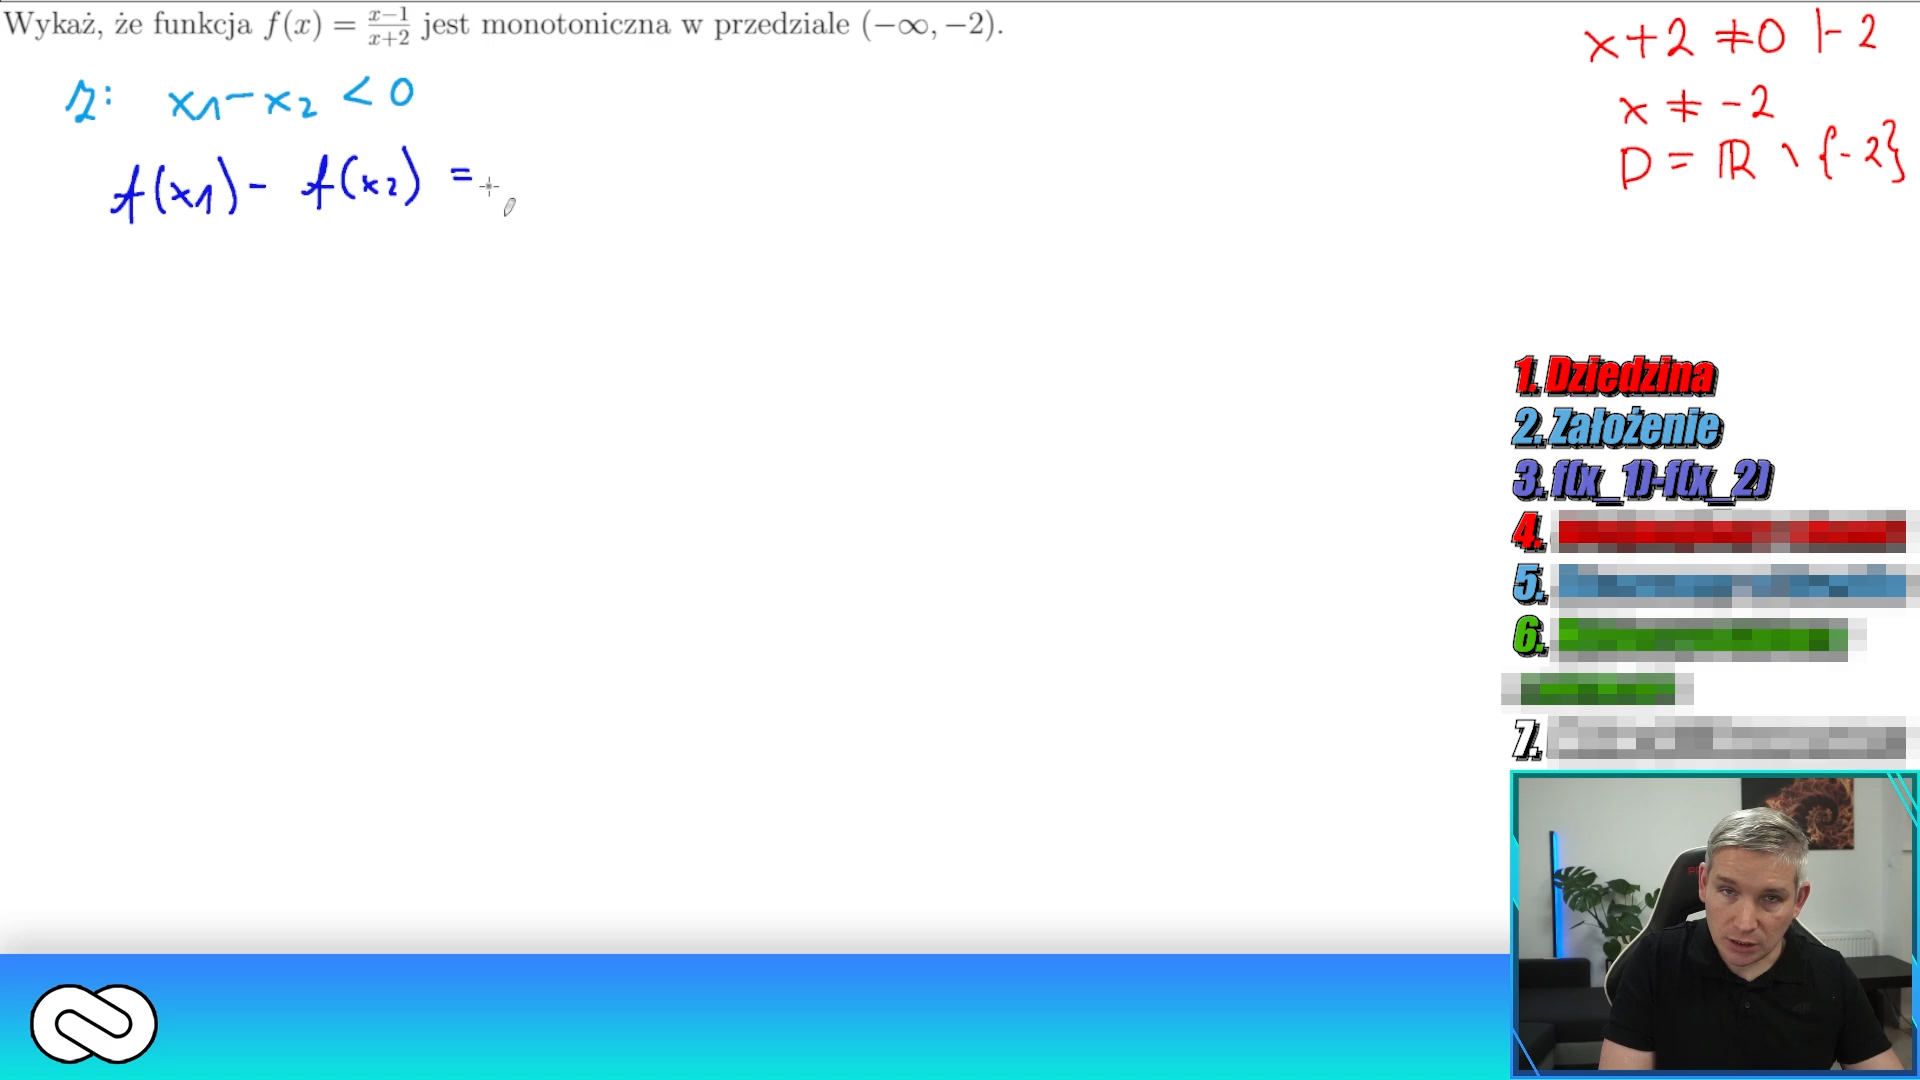 Wykaż, że funkcja f(x) = \frac{x-1}{x+2} jest monotoniczna w przedziale (−∞, −2).
Z: x1 − x2 < 0
f(x1) − f(x2) =
x+2 ≠ 0 |-2
x ≠ -2
D = ℝ \ {-2}
1. Dziedzina
2. Założenie
3. f(x_1)-f(x_2)
4.
5.
6.
7.